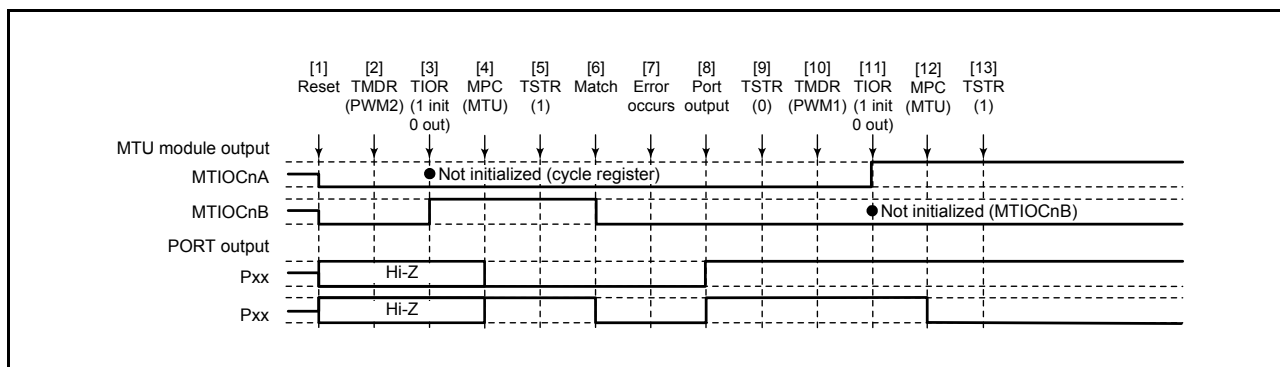 [1] [2] [3] [4] [5] [6] [7] [8] [9] [10] [11] [12] [13]
Reset TMDR TIOR MPC TSTR Match Error Port TSTR TMDR TIOR MPC TSTR
(PWM2) (1 init (MTU) (1) occurs output (0) (PWM1) (1 init (MTU) (1)
0 out) 0 out)
MTU module output
MTIOCnA Not initialized (cycle register)
MTIOCnB Not initialized (MTIOCnB)
PORT output
Pxx Hi-Z
Pxx Hi-Z